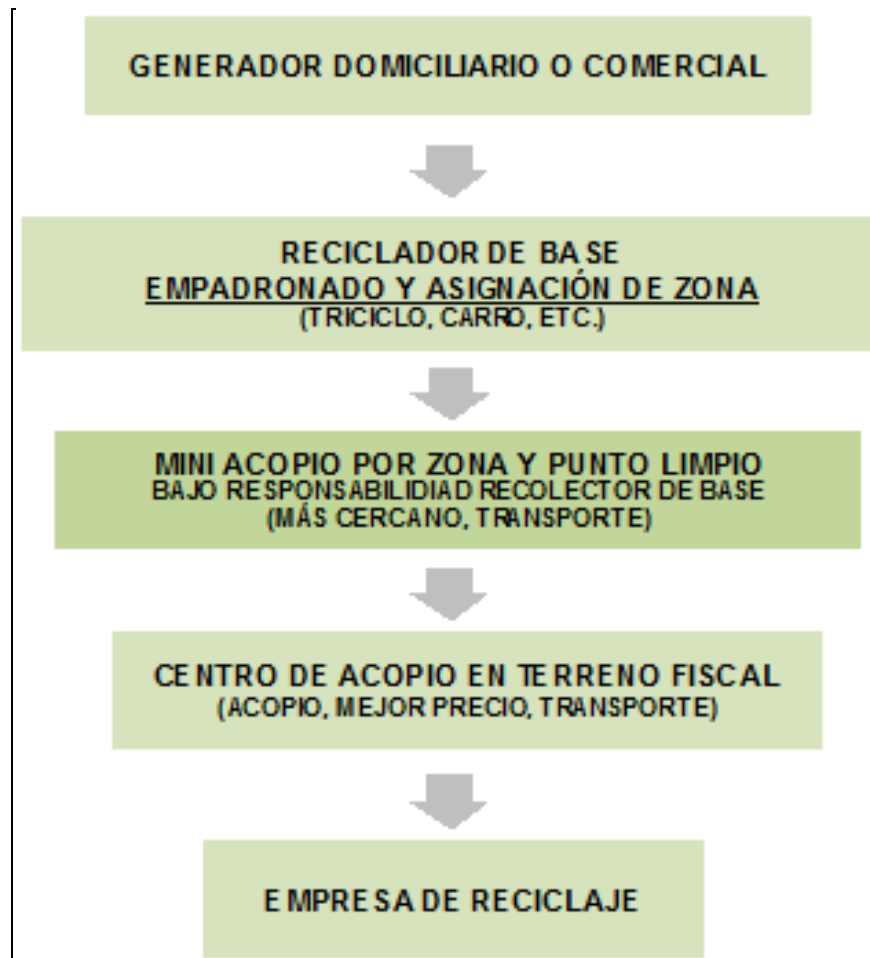 GENERADOR DOMICILIARIO O COMERCIAL
RECICLADOR DE BASE
EMPADRONADO Y ASIGNACIÓN DE ZONA
(TRICICLO, CARRO, ETC.)
MINI ACOPIO POR ZONA Y PUNTO LIMPIO
BAJO RESPONSABILIDIAD RECOLECTOR DE BASE
(MÁS CERCANO, TRANSPORTE)
CENTRO DE ACOPIO EN TERRENO FISCAL
(ACOPIO, MEJOR PRECIO, TRANSPORTE)
EMPRESA DE RECICLAJE